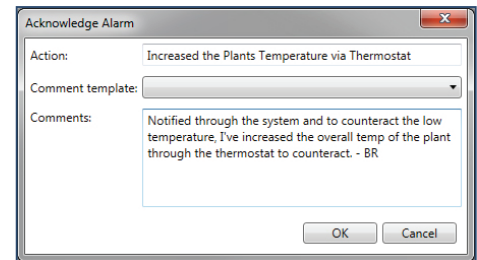 Acknowledge Alarm
Action: Increased the Plants Temperature via Thermostat
Comment template:
Comments: Notified through the system and to counteract the low
temperature, I've increased the overall temp of the plant
through the thermostat to counteract. - BR
OK Cancel